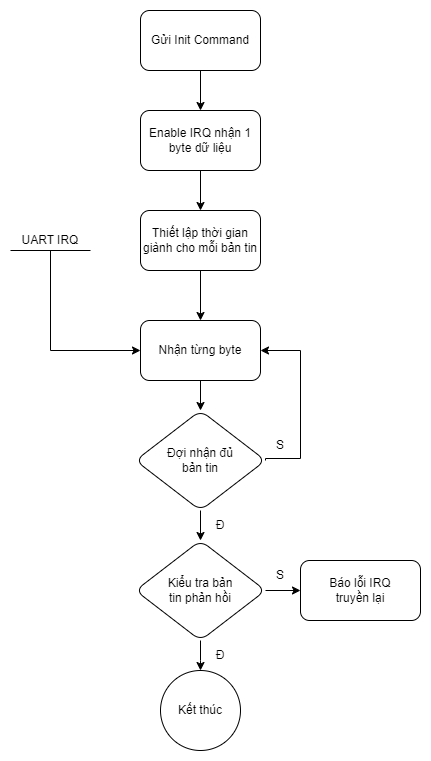 Gửi Init Command
Enable IRQ nhận 1
byte dữ liệu
Thiết lập thời gian
giành cho mỗi bản tin
UART IRQ
Nhận từng byte
Đợi nhận đủ
bản tin
S
Đ
Kiểu tra bản
tin phản hồi
S
Báo lỗi IRQ
truyền lại
Đ
Kết thúc